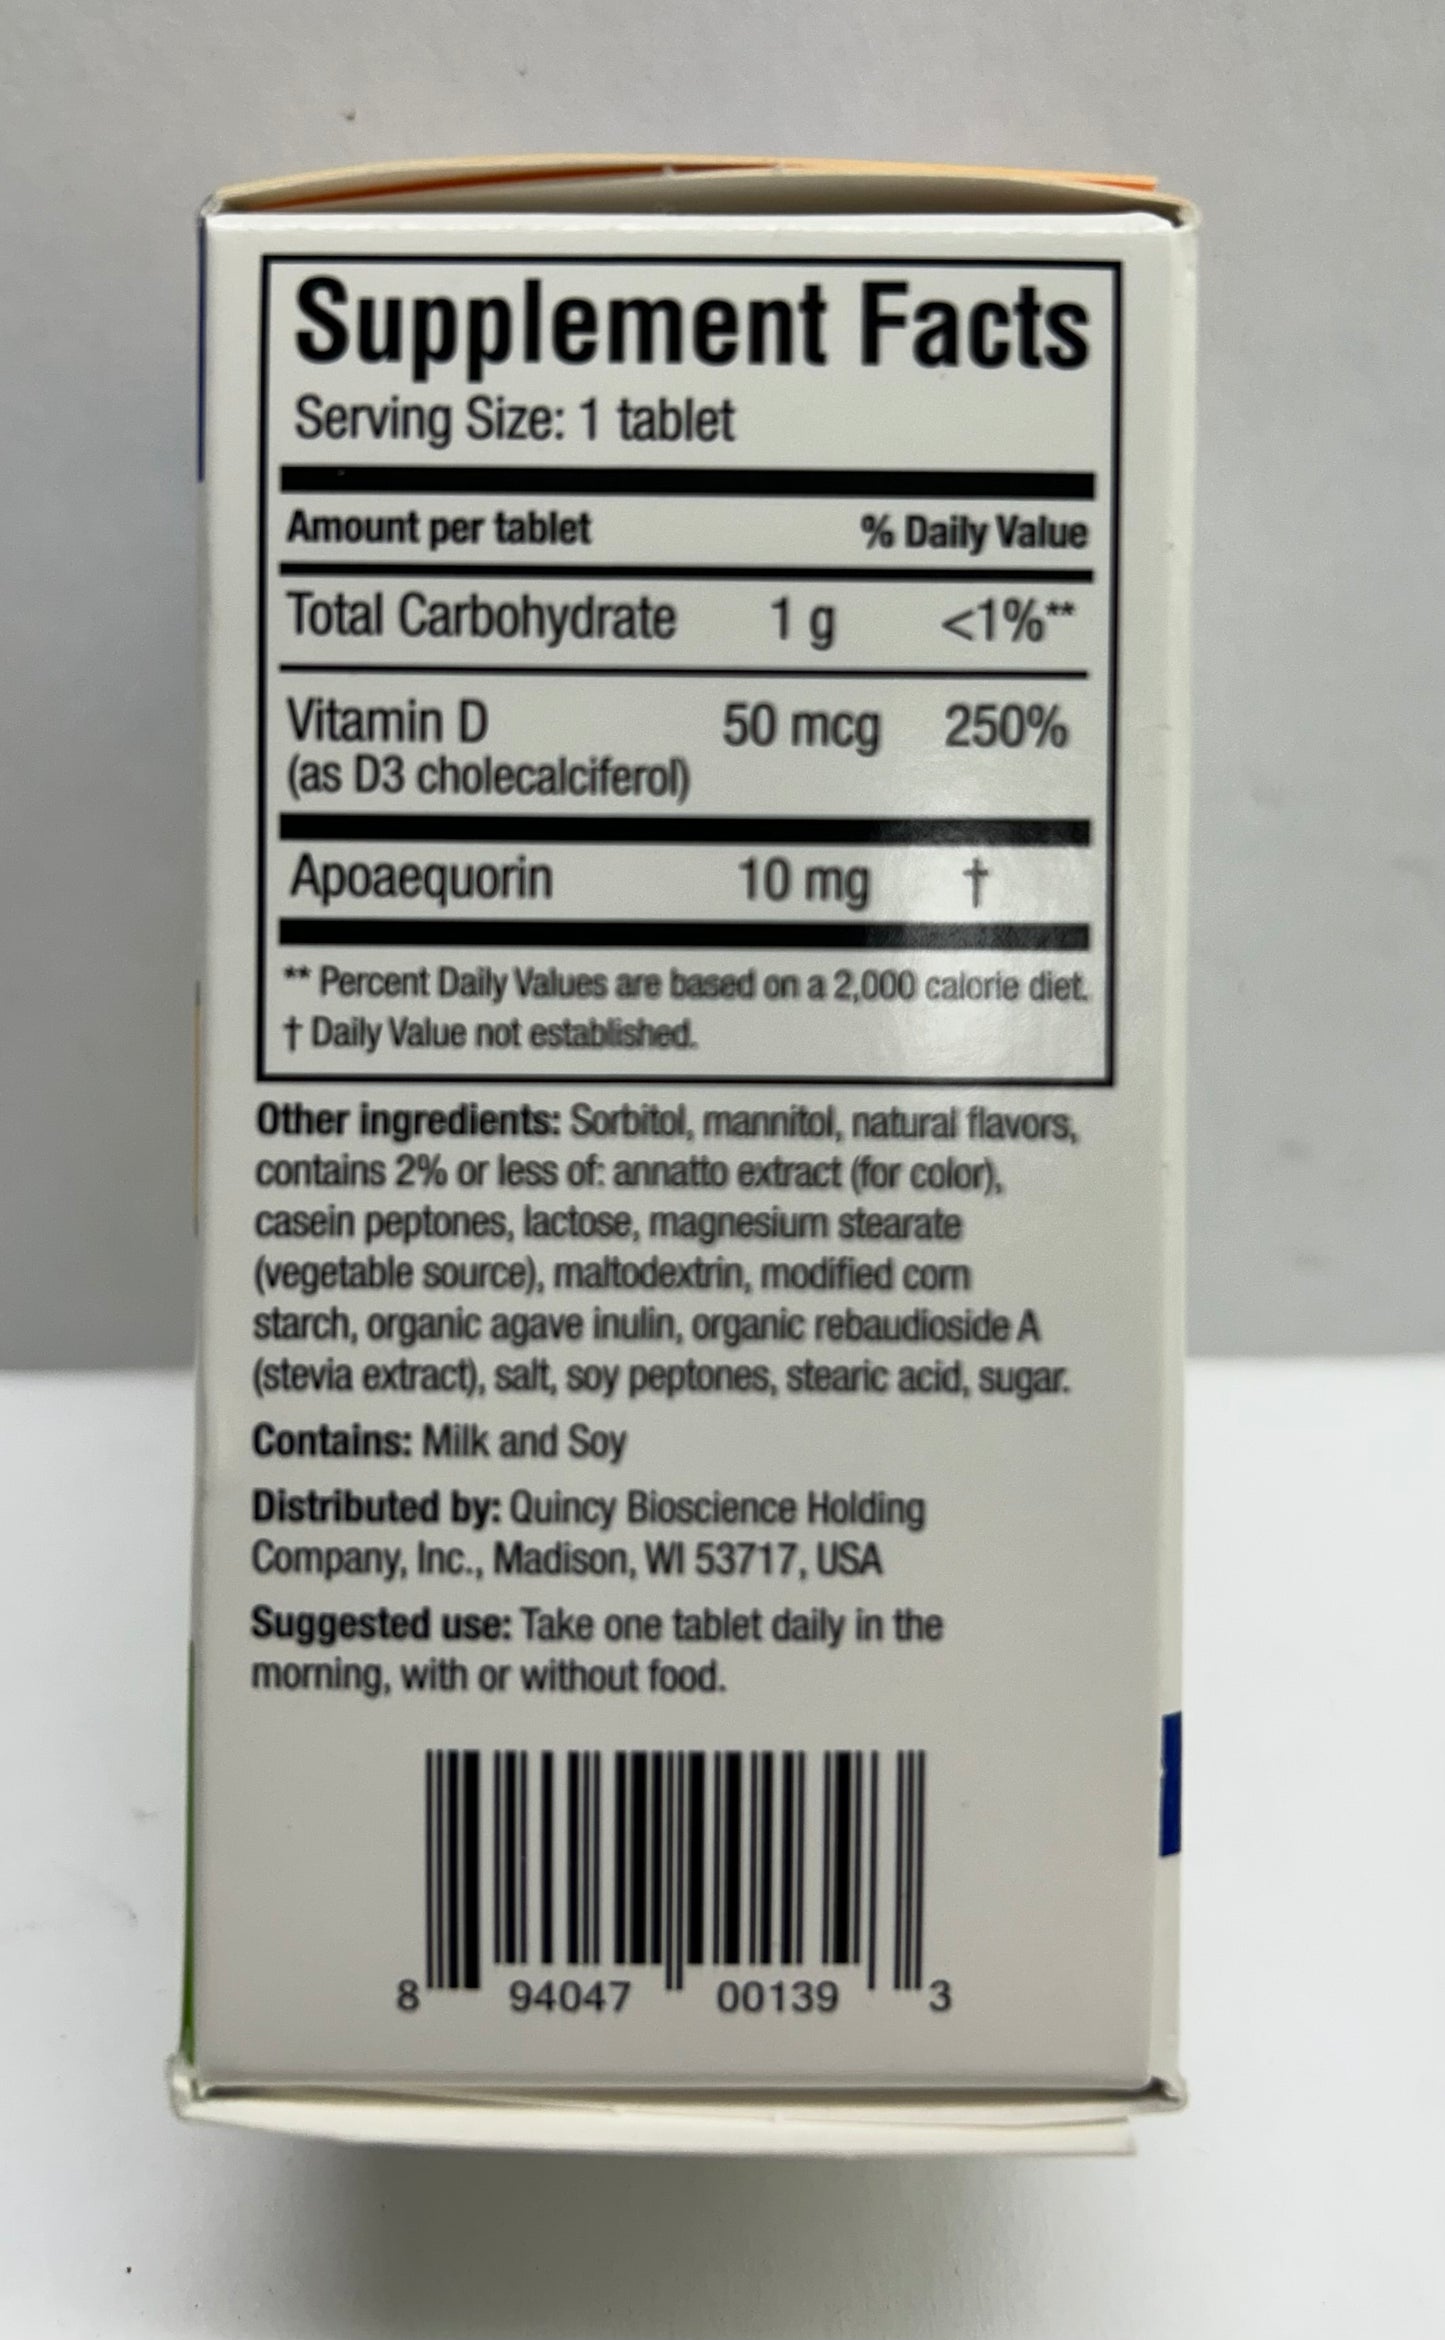 Supplement Facts
Serving Size: 1 tablet
Amount per tablet % Daily Value
Total Carbohydrate 1 g <1%**
Vitamin D 50 mcg 250%
(as D3 cholecalciferol)
Apoaequorin 10 mg †
** Percent Daily Values are based on a 2,000 calorie diet.
† Daily Value not established.
Other ingredients: Sorbitol, mannitol, natural flavors,
contains 2% or less of: annatto extract (for color),
casein peptones, lactose, magnesium stearate
(vegetable source), maltodextrin, modified corn
starch, organic agave inulin, organic rebaudioside A
(stevia extract), salt, soy peptones, stearic acid, sugar.
Contains: Milk and Soy
Distributed by: Quincy Bioscience Holding
Company, Inc., Madison, WI 53717, USA
Suggested use: Take one tablet daily in the
morning, with or without food.
8 94047 00139 3